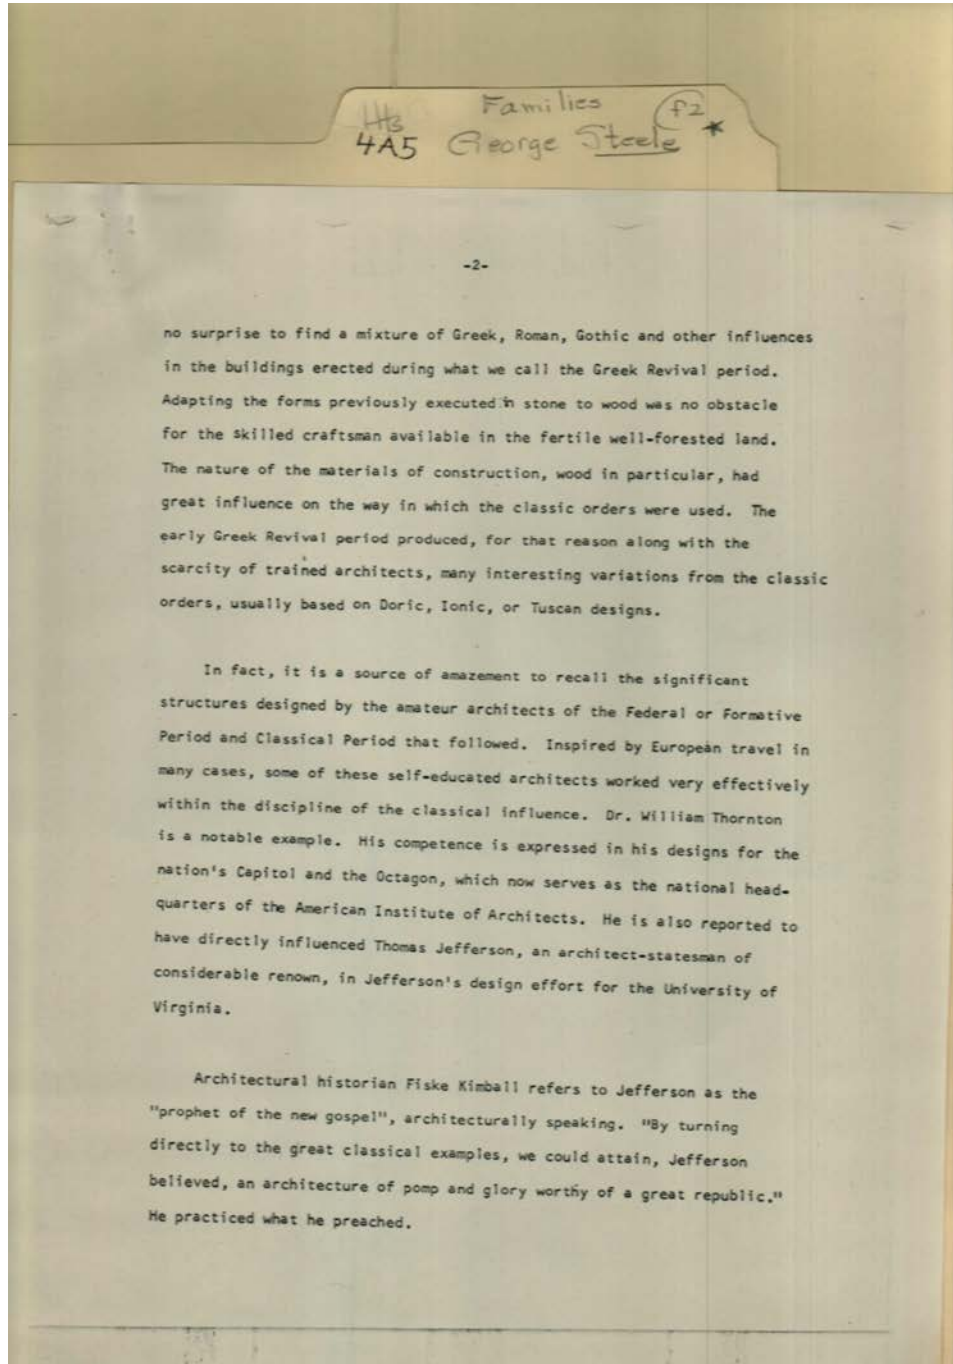 Families f2
Hts
4A5 George Steele *
-2-
no surprise to find a mixture of Greek, Roman, Gothic and other influences
in the buildings erected during what we call the Greek Revival period.
Adapting the forms previously executed in stone to wood was no obstacle
for the skilled craftsman available in the fertile well-forested land.
The nature of the materials of construction, wood in particular, had
great influence on the way in which the classic orders were used. The
early Greek Revival period produced, for that reason along with the
scarcity of trained architects, many interesting variations from the classic
orders, usually based on Doric, Ionic, or Tuscan designs.
In fact, it is a source of amazement to recall the significant
structures designed by the amateur architects of the Federal or Formative
Period and Classical Period that followed. Inspired by European travel in
many cases, some of these self-educated architects worked very effectively
within the discipline of the classical influence. Dr. William Thornton
is a notable example. His competence is expressed in his designs for the
nation's Capitol and the Octagon, which now serves as the national head-
quarters of the American Institute of Architects. He is also reported to
have directly influenced Thomas Jefferson, an architect-statesman of
considerable renown, in Jefferson's design effort for the University of
Virginia.
Architectural historian Fiske Kimball refers to Jefferson as the
"prophet of the new gospel", architecturally speaking. "By turning
directly to the great classical examples, we could attain, Jefferson
believed, an architecture of pomp and glory worthy of a great republic."
He practiced what he preached.